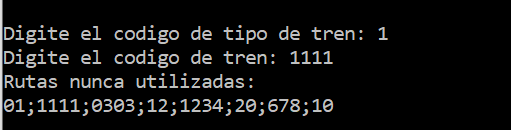 Digite el codigo de tipo de tren: 1
Digite el codigo de tren: 1111
Rutas nunca utilizadas:
01;1111;0303;12;1234;20;678;10